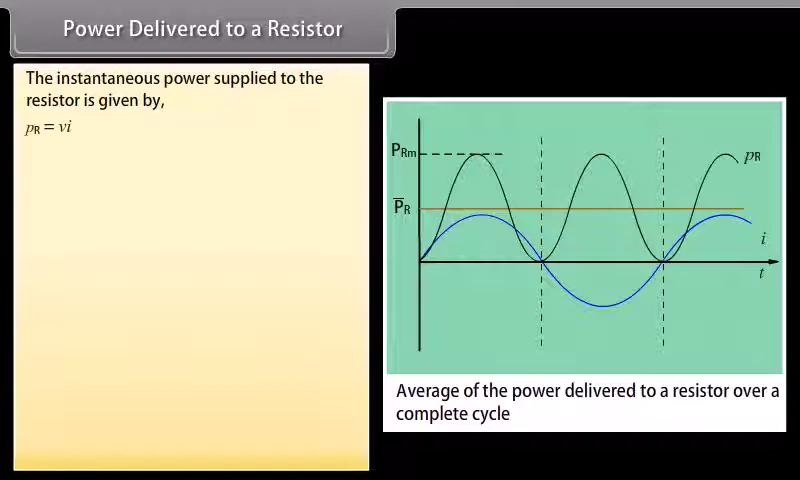 Power Delivered to a Resistor
The instantaneous power supplied to the
resistor is given by,
pR = vi
PRm
pR
P̅R
i
t
Average of the power delivered to a resistor over a
complete cycle